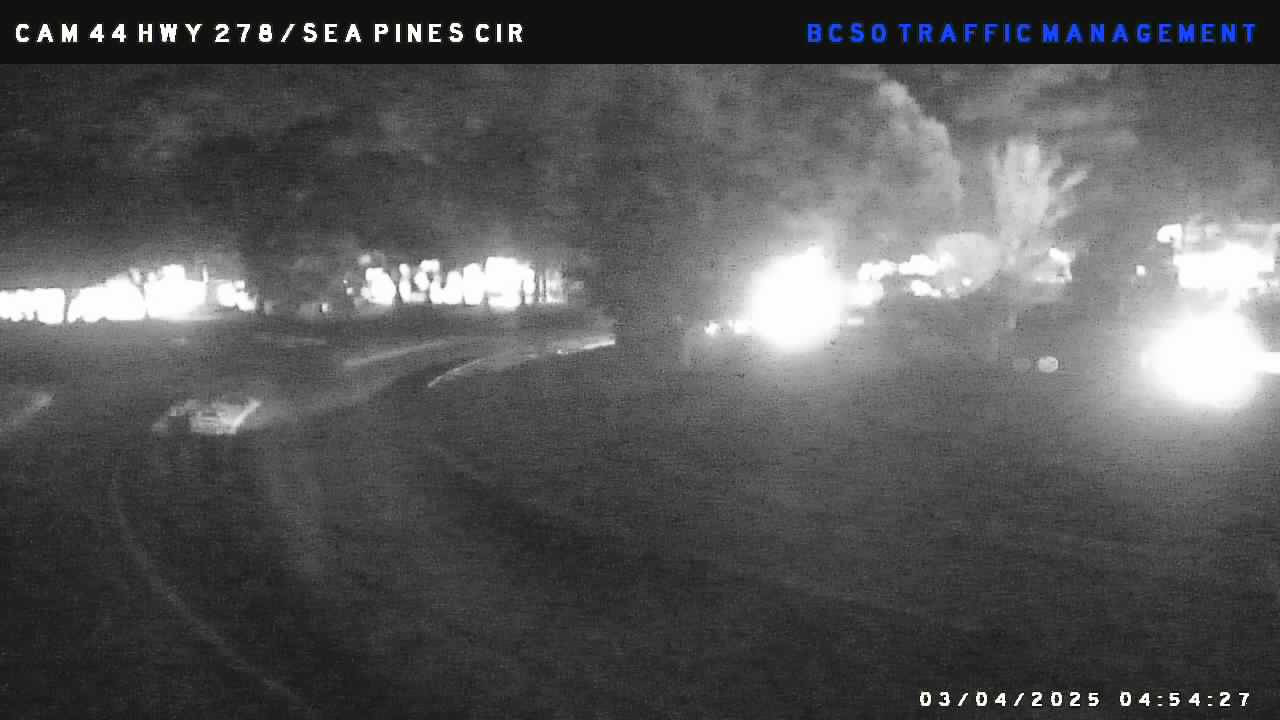 CAM 44 HWY 278/SEA PINES CIR
BCSO TRAFFIC MANAGEMENT
03/04/2025 04:54:27